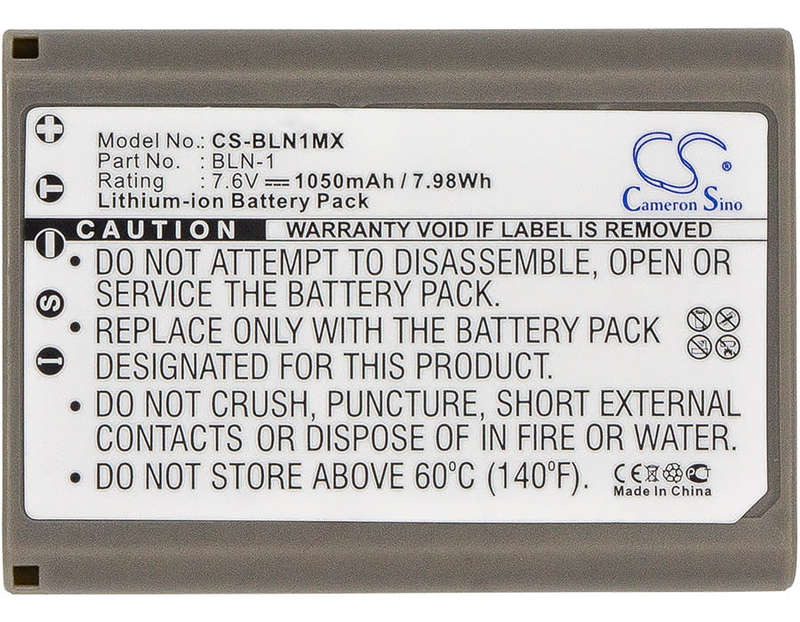 Model No.: CS-BLN1MX
Part No. : BLN-1
Rating : 7.6V 1050mAh / 7.98Wh
Lithium-ion Battery Pack
CS
Cameron Sino
+ T - S I
CAUTION WARRANTY VOID IF LABEL IS REMOVED
• DO NOT ATTEMPT TO DISASSEMBLE, OPEN OR
SERVICE THE BATTERY PACK.
• REPLACE ONLY WITH THE BATTERY PACK
DESIGNATED FOR THIS PRODUCT.
• DO NOT CRUSH, PUNCTURE, SHORT EXTERNAL
CONTACTS OR DISPOSE OF IN FIRE OR WATER.
• DO NOT STORE ABOVE 60°C (140°F).
CE
Made In China